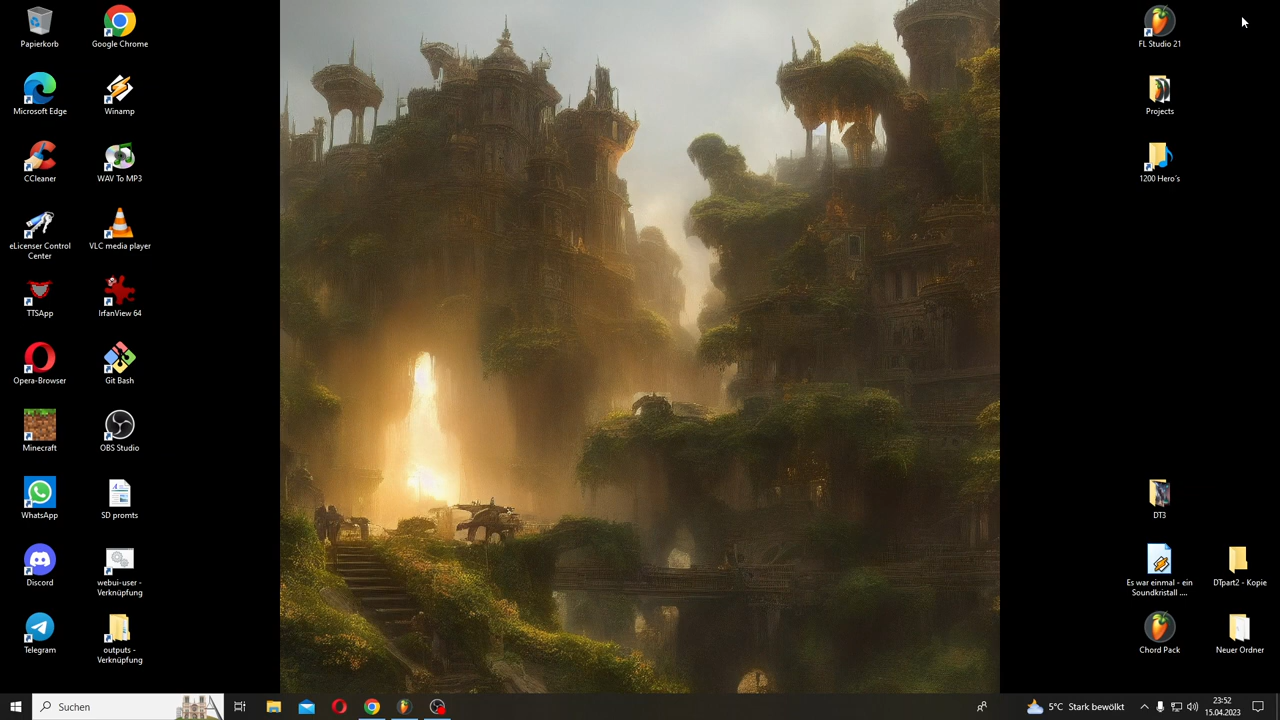 Papierkorb
Google Chrome
FL Studio 21
Microsoft Edge
Winamp
Projects
CCleaner
WAV To MP3
1200 Hero´s
eLicenser Control
Center
VLC media player
TTSApp
IrfanView 64
Opera-Browser
Git Bash
Minecraft
OBS Studio
WhatsApp
SD promts
DT3
Discord
webui-user -
Verknüpfung
Es war einmal - ein
Soundkristall ....
DTpart2 - Kopie
Telegram
outputs -
Verknüpfung
Chord Pack
Neuer Ordner
Suchen
5°C Stark bewölkt
23:52
15.04.2023